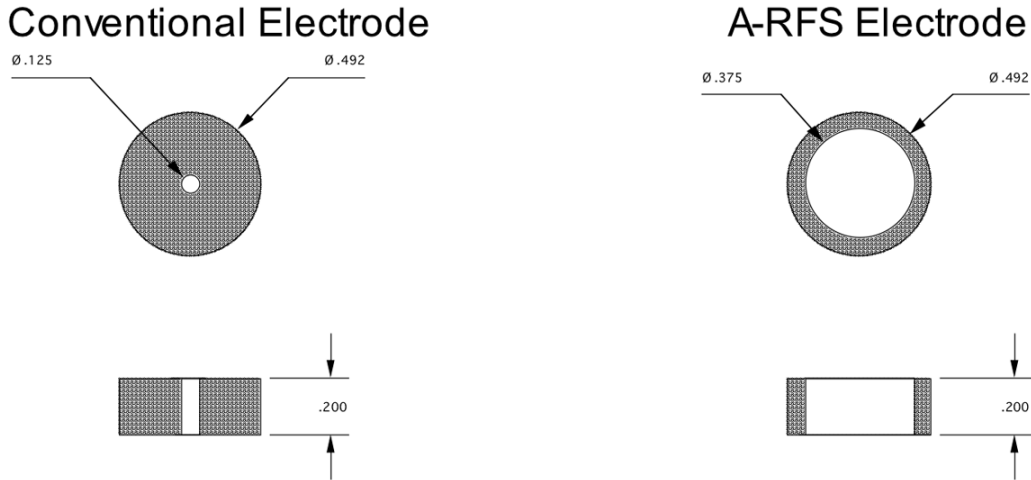 Conventional Electrode
A-RFS Electrode
Ø.125
Ø.492
Ø.375
Ø.492
.200
.200